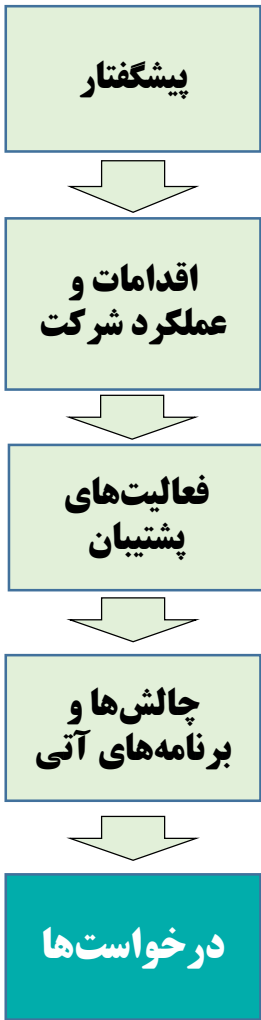 پیشگفتار
اقدامات و
عملکرد شرکت
فعالیت‌های
پشتیبان
چالش‌ها و
برنامه‌های آتی
درخواست‌ها